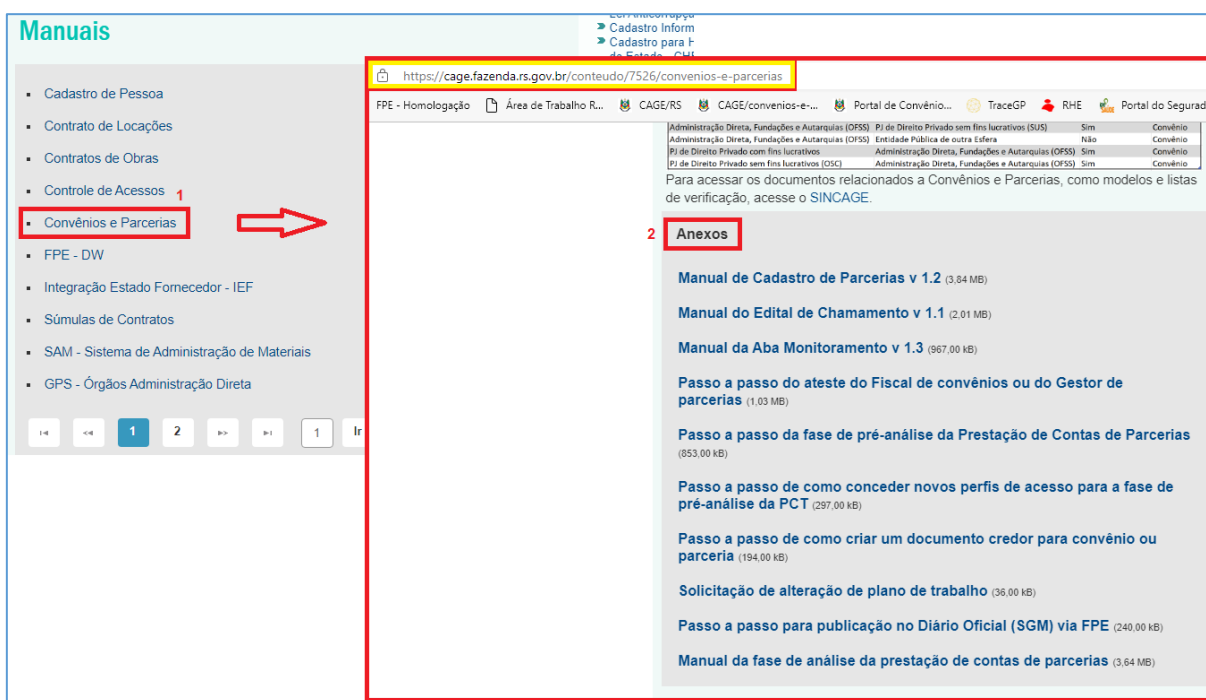 Manuais
Cadastro Inform
Cadastro para H
Cadastro de Pessoa
Contrato de Locações
Contratos de Obras
Controle de Acessos
1
Convênios e Parcerias
FPE - DW
Integração Estado Fornecedor - IEF
Súmulas de Contratos
SAM - Sistema de Administração de Materiais
GPS - Órgãos Administração Direta
1 2 1 Ir
https://cage.fazenda.rs.gov.br/conteudo/7526/convenios-e-parcerias
FPE - Homologação Área de Trabalho R... CAGE/RS CAGE/convenios-e-... Portal de Convênio... TraceGP RHE Portal do Segurad
Administração Direta, Fundações e Autarquias (OFSS) PJ de Direito Privado sem fins lucrativos (SUS) Sim Convênio
Administração Direta, Fundações e Autarquias (OFSS) Entidade Pública de outra Esfera Não Convênio
PJ de Direito Privado com fins lucrativos Administração Direta, Fundações e Autarquias (OFSS) Sim Convênio
PJ de Direito Privado sem fins lucrativos (OSC) Administração Direta, Fundações e Autarquias (OFSS) Sim Convênio
Para acessar os documentos relacionados a Convênios e Parcerias, como modelos e listas
de verificação, acesse o SINCAGE.
2 Anexos
Manual de Cadastro de Parcerias v 1.2 (3,84 MB)
Manual do Edital de Chamamento v 1.1 (2,01 MB)
Manual da Aba Monitoramento v 1.3 (967,00 kB)
Passo a passo do ateste do Fiscal de convênios ou do Gestor de
parcerias (1,03 MB)
Passo a passo da fase de pré-análise da Prestação de Contas de Parcerias
(853,00 kB)
Passo a passo de como conceder novos perfis de acesso para a fase de
pré-análise da PCT (297,00 kB)
Passo a passo de como criar um documento credor para convênio ou
parceria (194,00 kB)
Solicitação de alteração de plano de trabalho (36,00 kB)
Passo a passo para publicação no Diário Oficial (SGM) via FPE (240,00 kB)
Manual da fase de análise da prestação de contas de parcerias (3,64 MB)